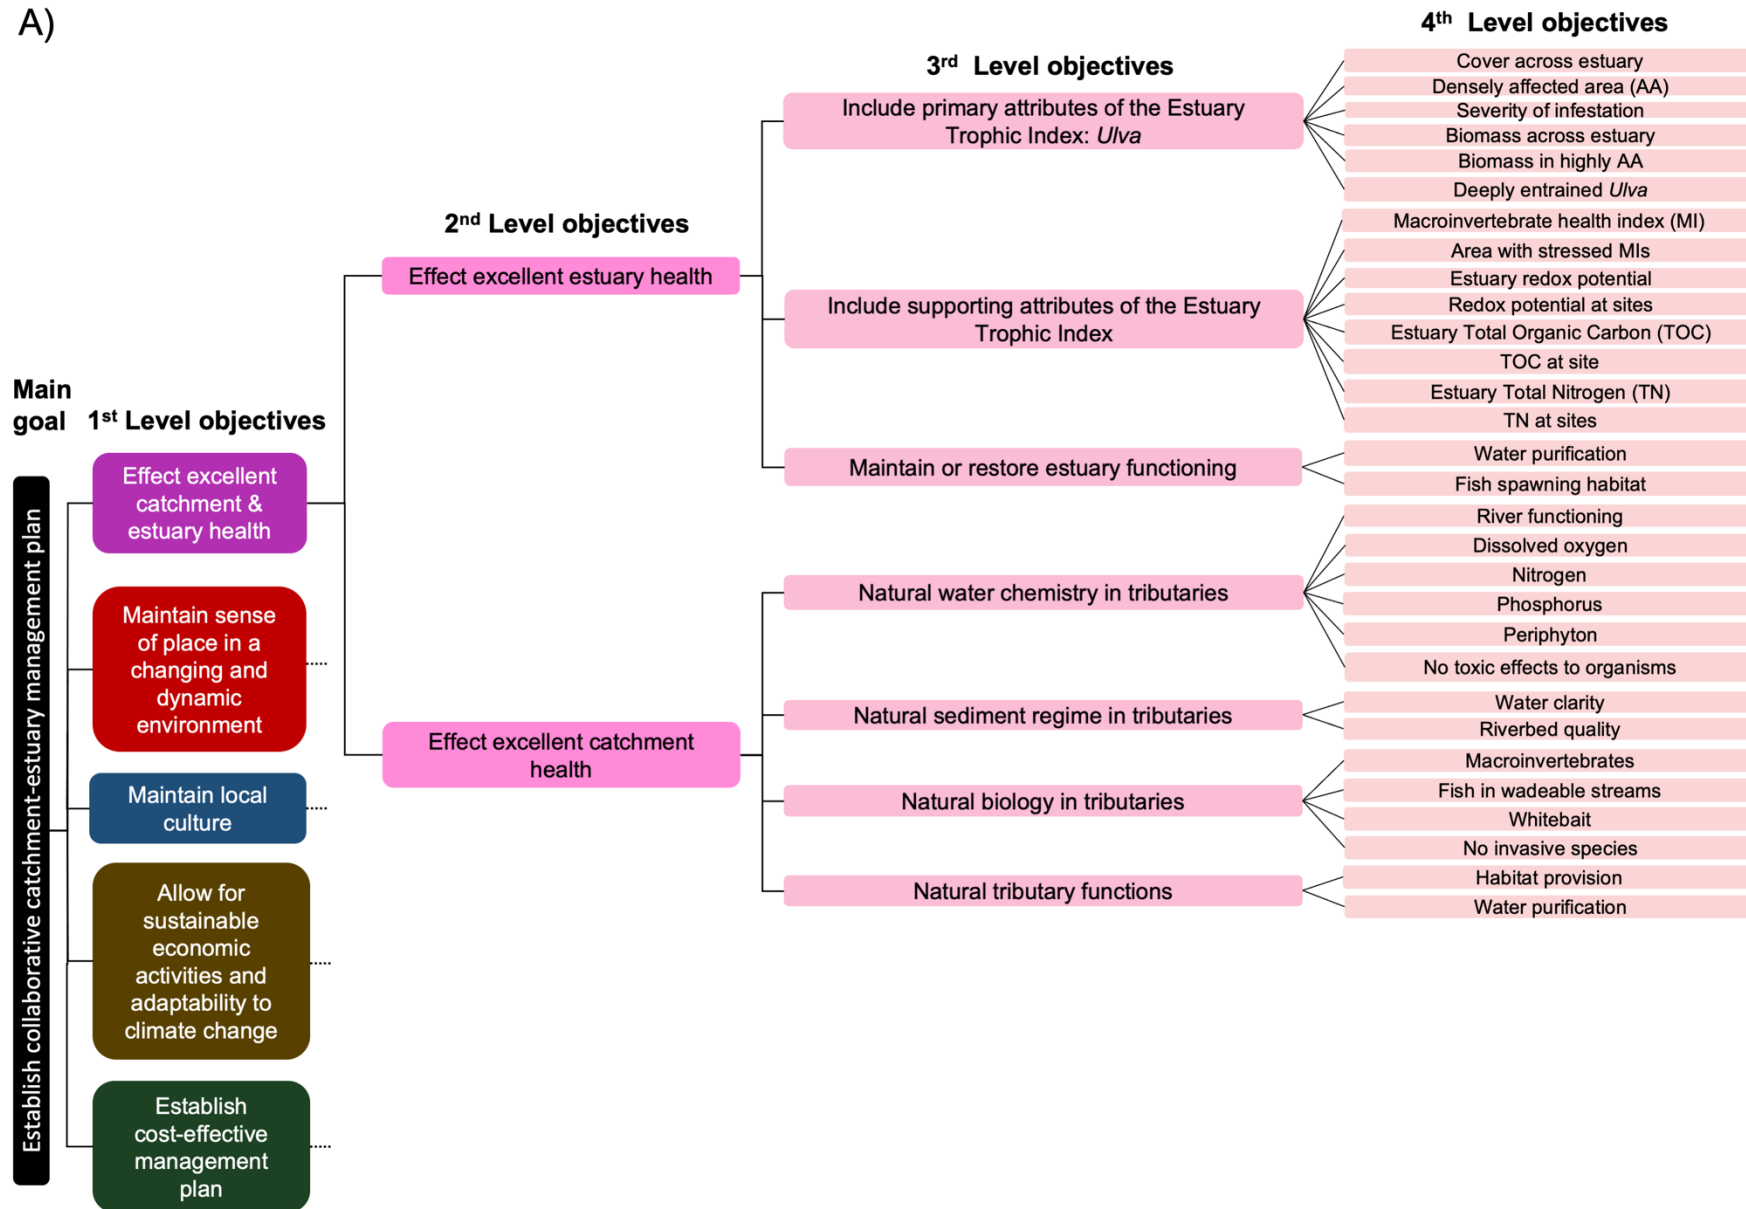 A)
Main
goal
1st Level objectives
2nd Level objectives
3rd Level objectives
4th Level objectives
Establish collaborative catchment-estuary management plan
Effect excellent
catchment &
estuary health
Maintain sense
of place in a
changing and
dynamic
environment
Maintain local
culture
Allow for
sustainable
economic
activities and
adaptability to
climate change
Establish
cost-effective
management
plan
Effect excellent estuary health
Effect excellent catchment
health
Include primary attributes of the Estuary
Trophic Index: Ulva
Include supporting attributes of the Estuary
Trophic Index
Maintain or restore estuary functioning
Natural water chemistry in tributaries
Natural sediment regime in tributaries
Natural biology in tributaries
Natural tributary functions
Cover across estuary
Densely affected area (AA)
Severity of infestation
Biomass across estuary
Biomass in highly AA
Deeply entrained Ulva
Macroinvertebrate health index (MI)
Area with stressed MIs
Estuary redox potential
Redox potential at sites
Estuary Total Organic Carbon (TOC)
TOC at site
Estuary Total Nitrogen (TN)
TN at sites
Water purification
Fish spawning habitat
River functioning
Dissolved oxygen
Nitrogen
Phosphorus
Periphyton
No toxic effects to organisms
Water clarity
Riverbed quality
Macroinvertebrates
Fish in wadeable streams
Whitebait
No invasive species
Habitat provision
Water purification